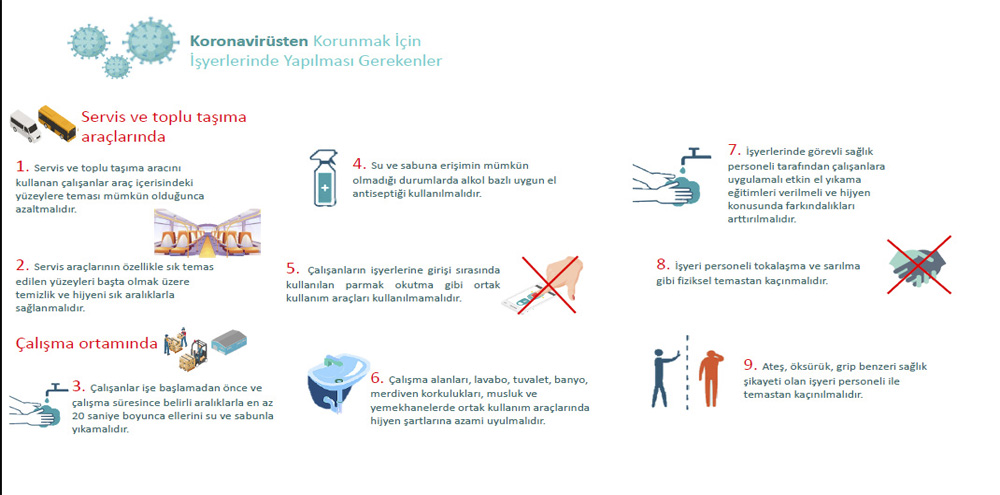 Koronavirüsten Korunmak İçin
İşyerlerinde Yapılması Gerekenler
Servis ve toplu taşıma
araçlarında
1. Servis ve toplu taşıma aracını
kullanan çalışanlar araç içerisindeki
yüzeylere teması mümkün olduğunca
azaltmalıdır.
2. Servis araçlarının özellikle sık temas
edilen yüzeyleri başta olmak üzere
temizlik ve hijyeni sık aralıklarla
sağlanmalıdır.
Çalışma ortamında
3. Çalışanlar işe başlamadan önce ve
çalışma süresince belirli aralıklarla en az
20 saniye boyunca ellerini su ve sabunla
yıkamalıdır.
4. Su ve sabuna erişimin mümkün
olmadığı durumlarda alkol bazlı uygun el
antiseptiği kullanılmalıdır.
5. Çalışanların işyerlerine girişi sırasında
kullanılan parmak okutma gibi ortak
kullanım araçları kullanılmamalıdır.
6. Çalışma alanları, lavabo, tuvalet, banyo,
merdiven korkulukları, musluk ve
yemekhanelerde ortak kullanım araçlarında
hijyen şartlarına azami uyulmalıdır.
7. İşyerlerinde görevli sağlık
personeli tarafından çalışanlara
uygulamalı etkin el yıkama
eğitimleri verilmeli ve hijyen
konusunda farkındalıkları
arttırılmalıdır.
8. İşyeri personeli tokalaşma ve sarılma
gibi fiziksel temastan kaçınmalıdır.
9. Ateş, öksürük, grip benzeri sağlık
şikayeti olan işyeri personeli ile
temastan kaçınılmalıdır.